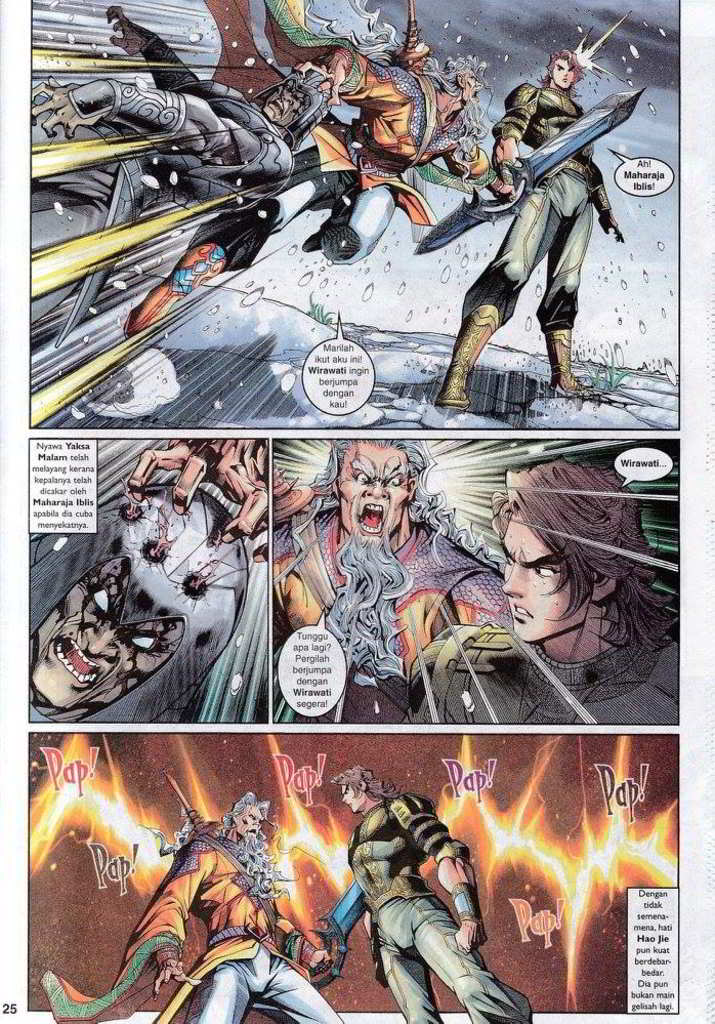 Ah!
Maharaja
Iblis!
Marilah
ikut aku ini!
Wirawati ingin
berjumpa
dengan
kau!
Nyawa Yaksa
Malam telah
melayang kerana
kepalanya telah
dicakar oleh
Maharaja Iblis
apabila dia cuba
menyekatnya.
Wirawati...
Tunggu
apa lagi?
Pergilah
berjumpa
dengan
Wirawati
segera!
Pap!
Pap!
Pap!
Pap!
Pap!
Pap!
Dengan
tidak
semena-
mena, hati
Hao Jie
pun kuat
berdebar-
bedar.
Dia pun
bukan main
gelisah lagi.
25